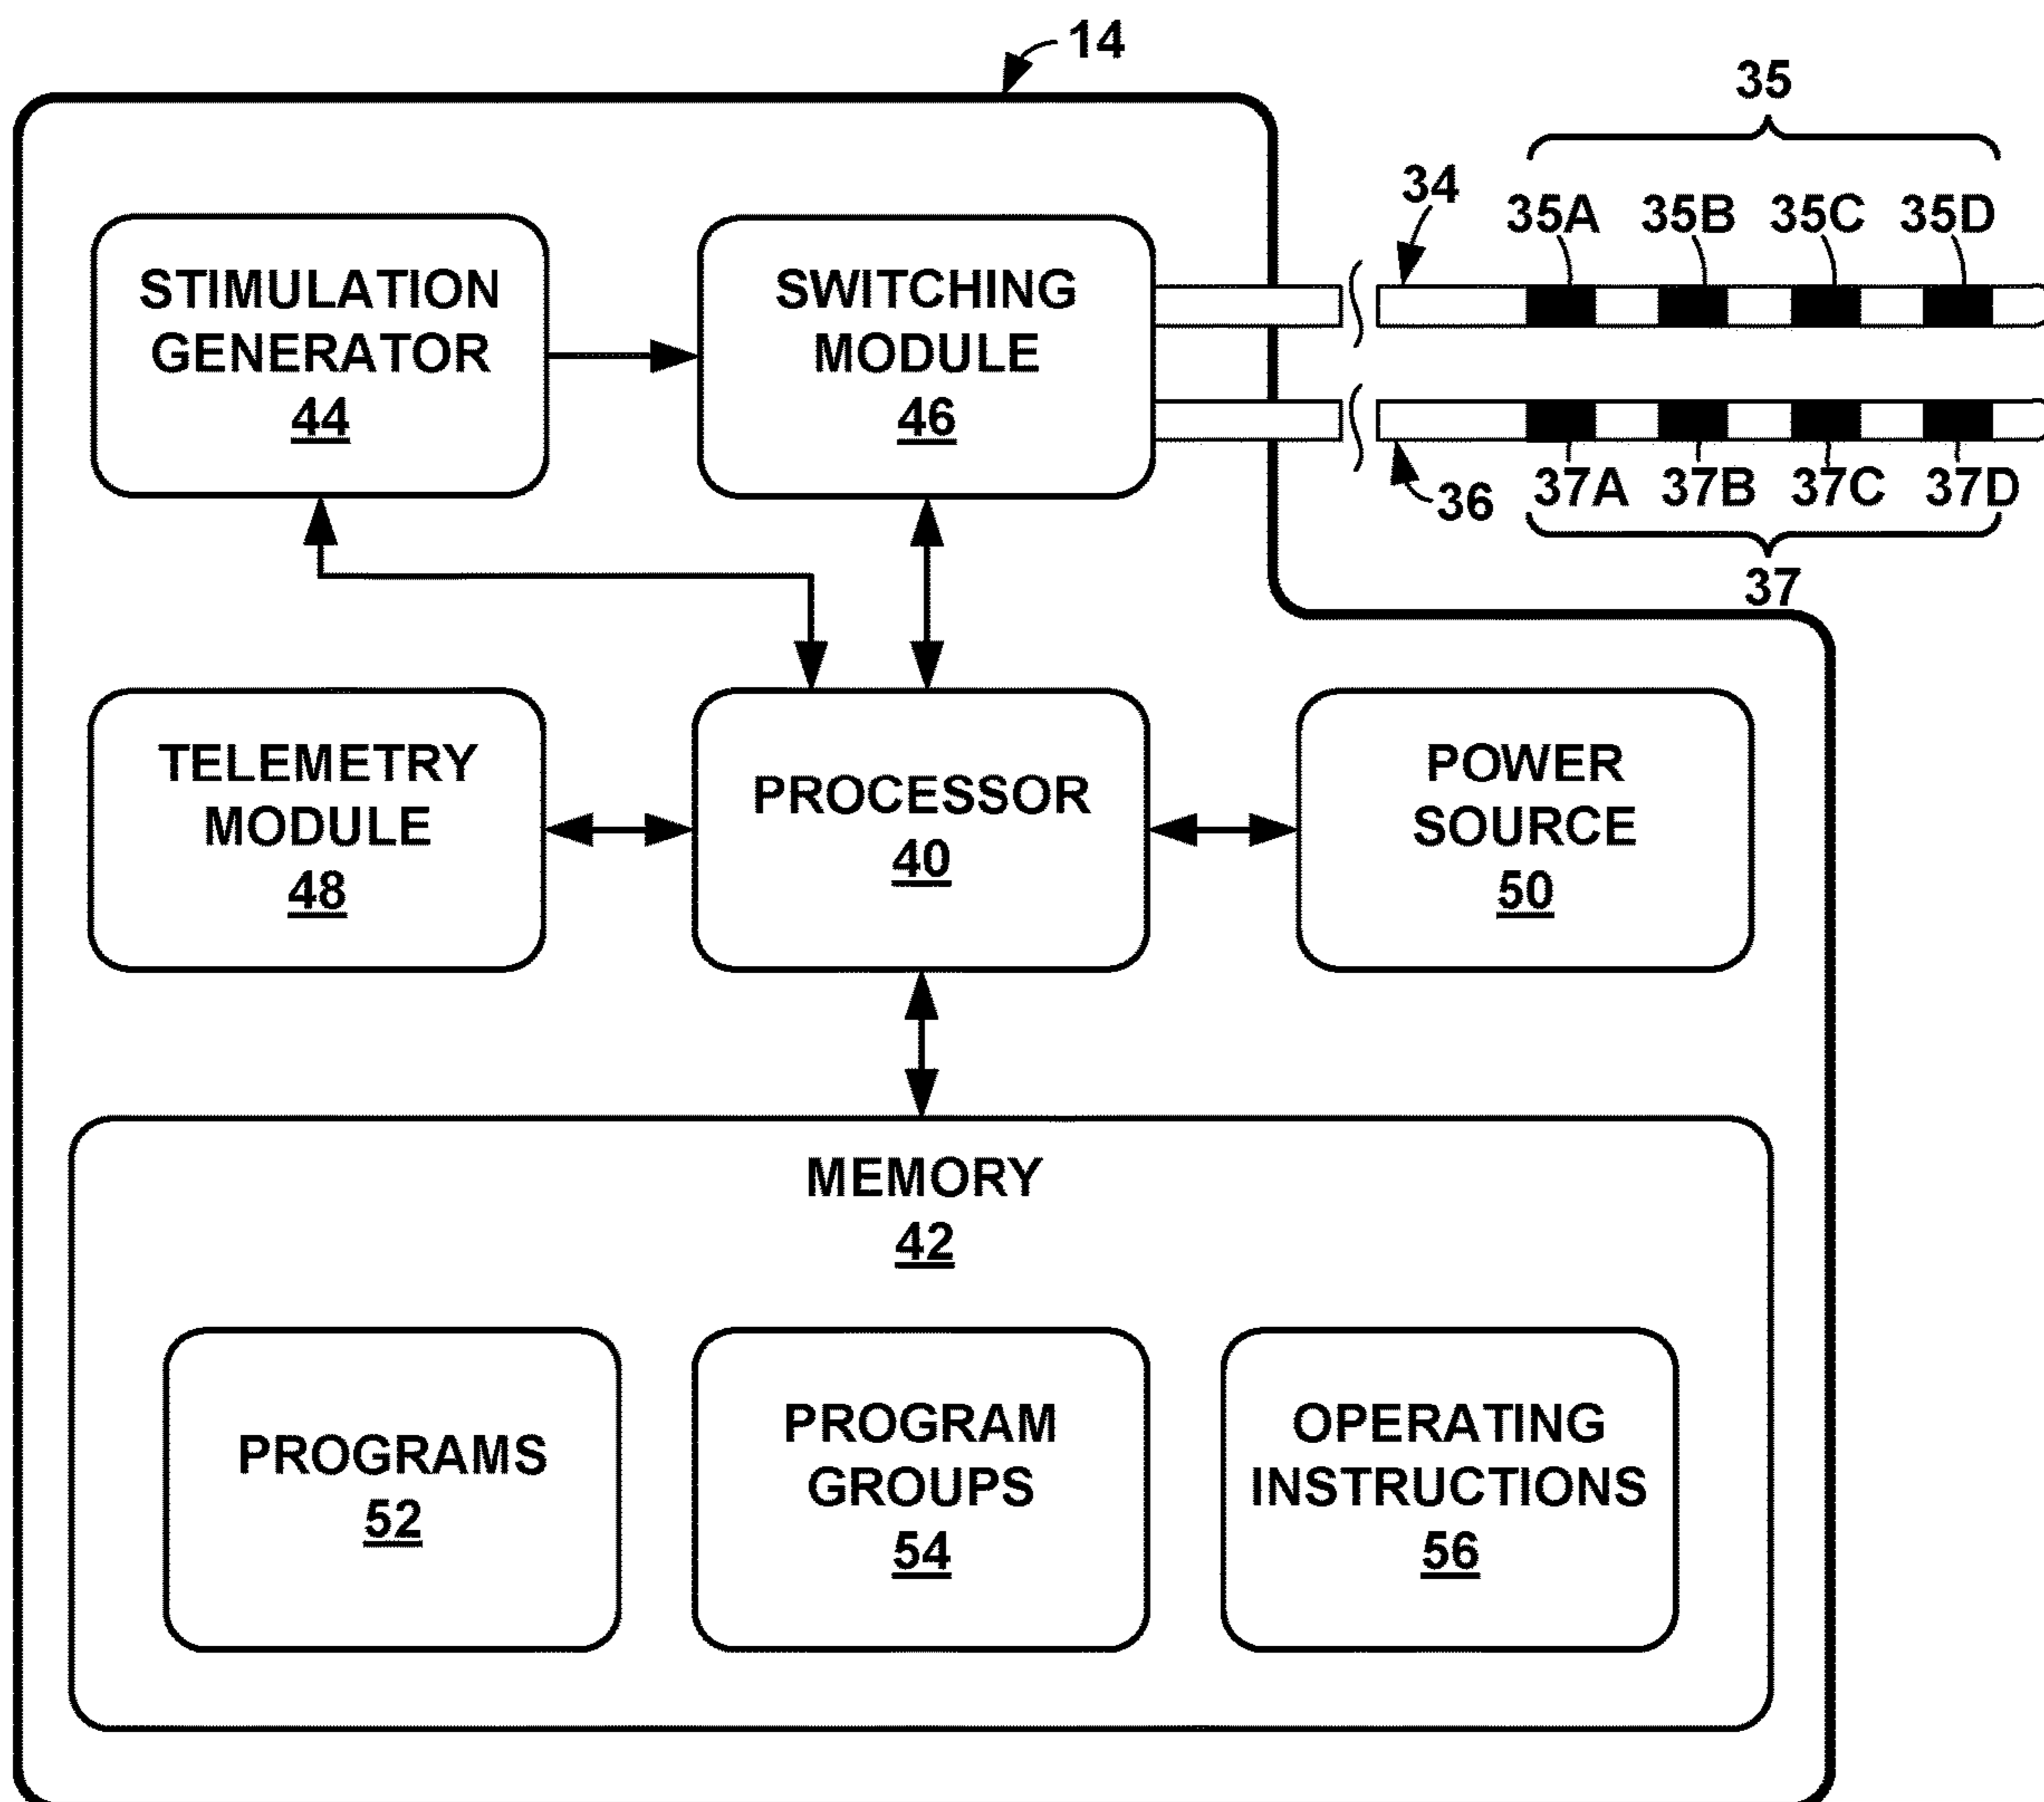 14
35
34
35A 35B 35C 35D
STIMULATION
GENERATOR
44
SWITCHING
MODULE
46
36
37A 37B 37C 37D
37
TELEMETRY
MODULE
48
PROCESSOR
40
POWER
SOURCE
50
MEMORY
42
PROGRAMS
52
PROGRAM
GROUPS
54
OPERATING
INSTRUCTIONS
56